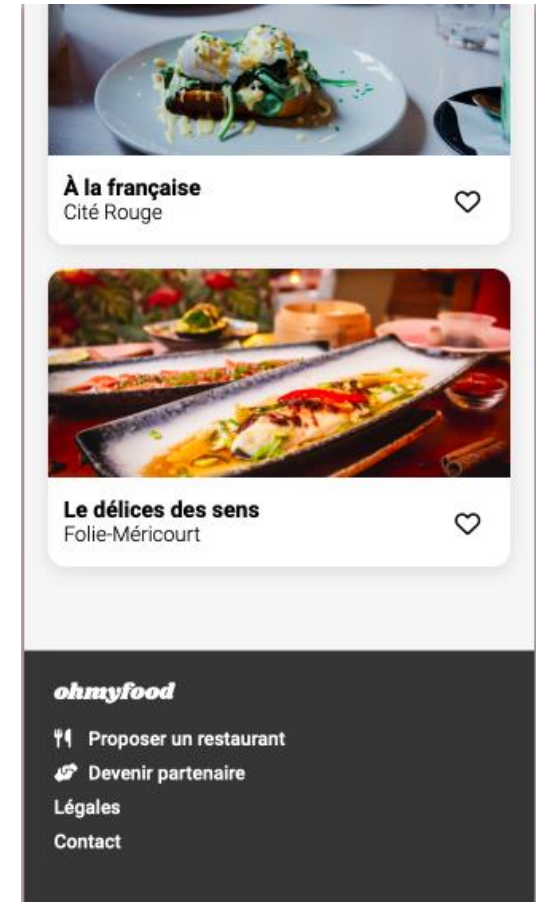 À la française
Cité Rouge
Le délices des sens
Folie-Méricourt
ohmyfood
Proposer un restaurant
Devenir partenaire
Légales
Contact